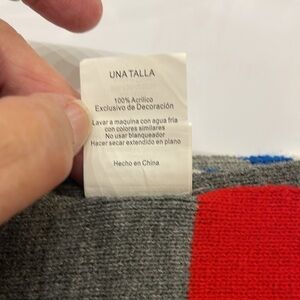 UNA TALLA
100% Acrilico
Exclusivo de Decoración
Lavar a maquina con agua fria
con colores similares
No usar blanqueador
Hacer secar extendido en plano
Hecho en China